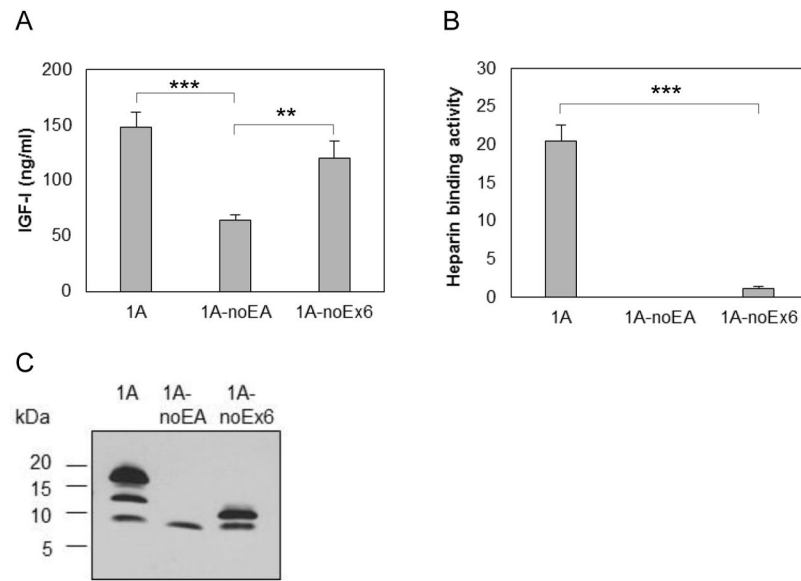 A
IGF-I (ng/ml)
200
150
100
50
0
***
**
1A
1A-noEA
1A-noEx6
B
Heparin binding activity
30
25
20
15
10
5
0
***
1A
1A-noEA
1A-noEx6
C
kDa
1A
1A-
noEA
1A-
noEx6
20
15
10
5